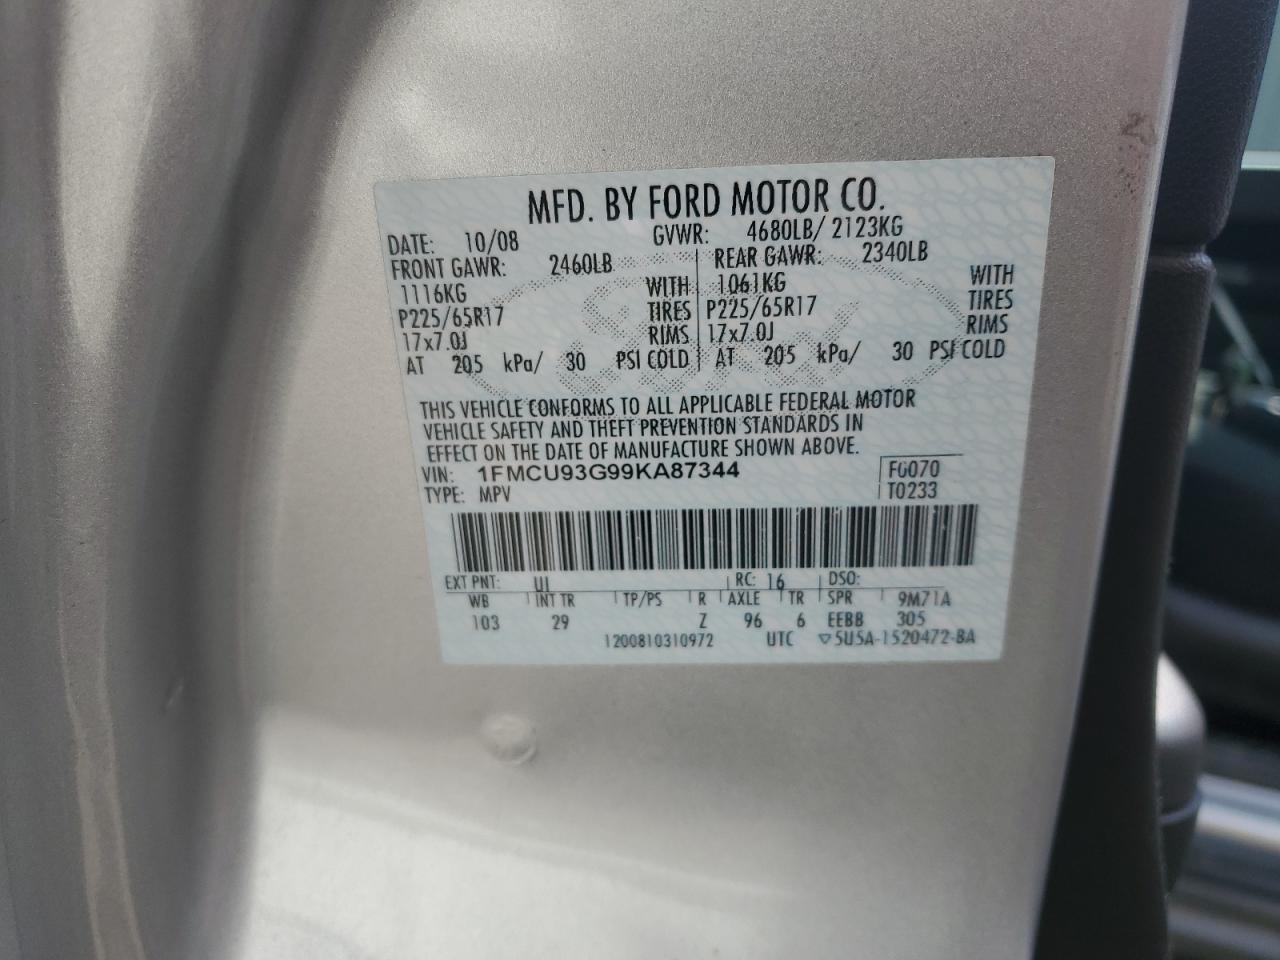 MFD. BY FORD MOTOR CO.
DATE: 10/08 GVWR: 4680LB/ 2123KG
FRONT GAWR: 2460LB REAR GAWR: 2340LB
1116KG WITH 1061KG WITH
P225/65R17 TIRES P225/65R17 TIRES
17x7.0J RIMS 17x7.0J RIMS
AT 205 kPa/ 30 PSI COLD AT 205 kPa/ 30 PSI COLD
THIS VEHICLE CONFORMS TO ALL APPLICABLE FEDERAL MOTOR
VEHICLE SAFETY AND THEFT PREVENTION STANDARDS IN
EFFECT ON THE DATE OF MANUFACTURE SHOWN ABOVE.
VIN: 1FMCU93G99KA87344 F0070
TYPE: MPV T0233
EXT PNT: UI RC: 16 DSO:
WB INT TR TP/PS R AXLE TR SPR 9M71A
103 29 Z 96 6 EEBB 305
1200810310972 UTC ▽5U5A-1520472-BA